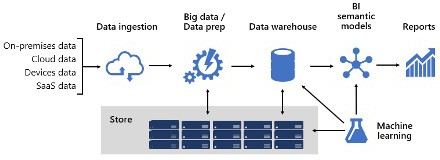 Data ingestion
Big data /
Data prep
Data warehouse
BI
semantic
models
Reports
On-premises data
Cloud data
Devices data
SaaS data
Store
Machine
learning